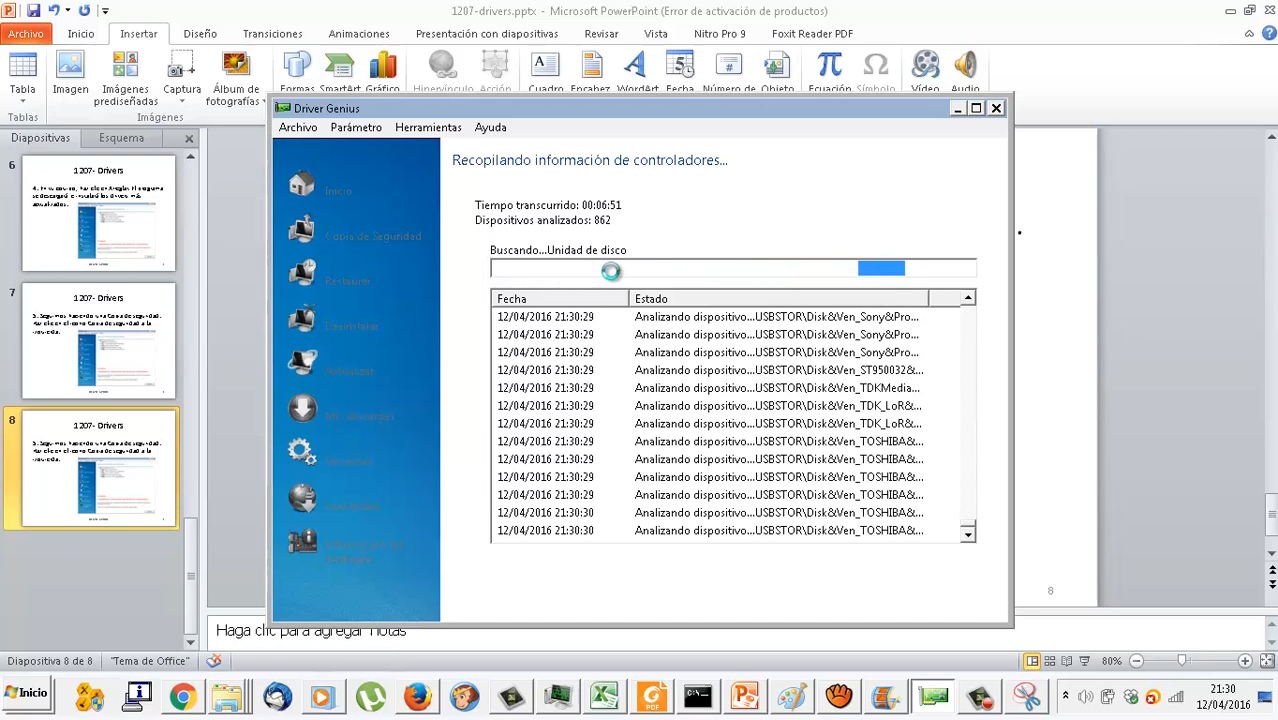 1207-drivers.pptx - Microsoft PowerPoint (Error de activación de productos)
Archivo Inicio Insertar Diseño Transiciones Animaciones Presentación con diapositivas Revisar Vista Nitro Pro 9 Foxit Reader PDF
Tabla
Imagen
Imágenes
prediseñadas
Captura
Álbum de
fotografías
Formas SmartArt Gráfico Hipervínculo Acción Cuadro Encabez. WordArt Fecha Número de Objeto Ecuación Símbolo Vídeo Audio
Tablas Imágenes
Diapositivas Esquema
6
1207- Drivers
7
1207- Drivers
8
1207- Drivers
Driver Genius
Archivo Parámetro Herramientas Ayuda
Inicio
Copia de Seguridad
Restaurar
Desinstalar
Actualizar
Recopilando información de controladores...
Tiempo transcurrido: 00:06:51
Dispositivos analizados: 862
Buscando... Unidad de disco
Fecha Estado
12/04/2016 21:30:29 Analizando dispositivo...USBSTOR\Disk&Ven_Sony&Pro...
12/04/2016 21:30:29 Analizando dispositivo...USBSTOR\Disk&Ven_Sony&Pro...
12/04/2016 21:30:29 Analizando dispositivo...USBSTOR\Disk&Ven_Sony&Pro...
12/04/2016 21:30:29 Analizando dispositivo...USBSTOR\Disk&Ven_ST950032&...
12/04/2016 21:30:29 Analizando dispositivo...USBSTOR\Disk&Ven_TDKMedia...
12/04/2016 21:30:29 Analizando dispositivo...USBSTOR\Disk&Ven_TDK_LoR&...
12/04/2016 21:30:29 Analizando dispositivo...USBSTOR\Disk&Ven_TDK_LoR&...
12/04/2016 21:30:29 Analizando dispositivo...USBSTOR\Disk&Ven_TOSHIBA&...
12/04/2016 21:30:29 Analizando dispositivo...USBSTOR\Disk&Ven_TOSHIBA&...
12/04/2016 21:30:29 Analizando dispositivo...USBSTOR\Disk&Ven_TOSHIBA&...
12/04/2016 21:30:29 Analizando dispositivo...USBSTOR\Disk&Ven_TOSHIBA&...
12/04/2016 21:30:30 Analizando dispositivo...USBSTOR\Disk&Ven_TOSHIBA&...
12/04/2016 21:30:30 Analizando dispositivo...USBSTOR\Disk&Ven_TOSHIBA&...
8
Haga clic para agregar notas
Diapositiva 8 de 8 "Tema de Office" 80%
Inicio
21:30
12/04/2016